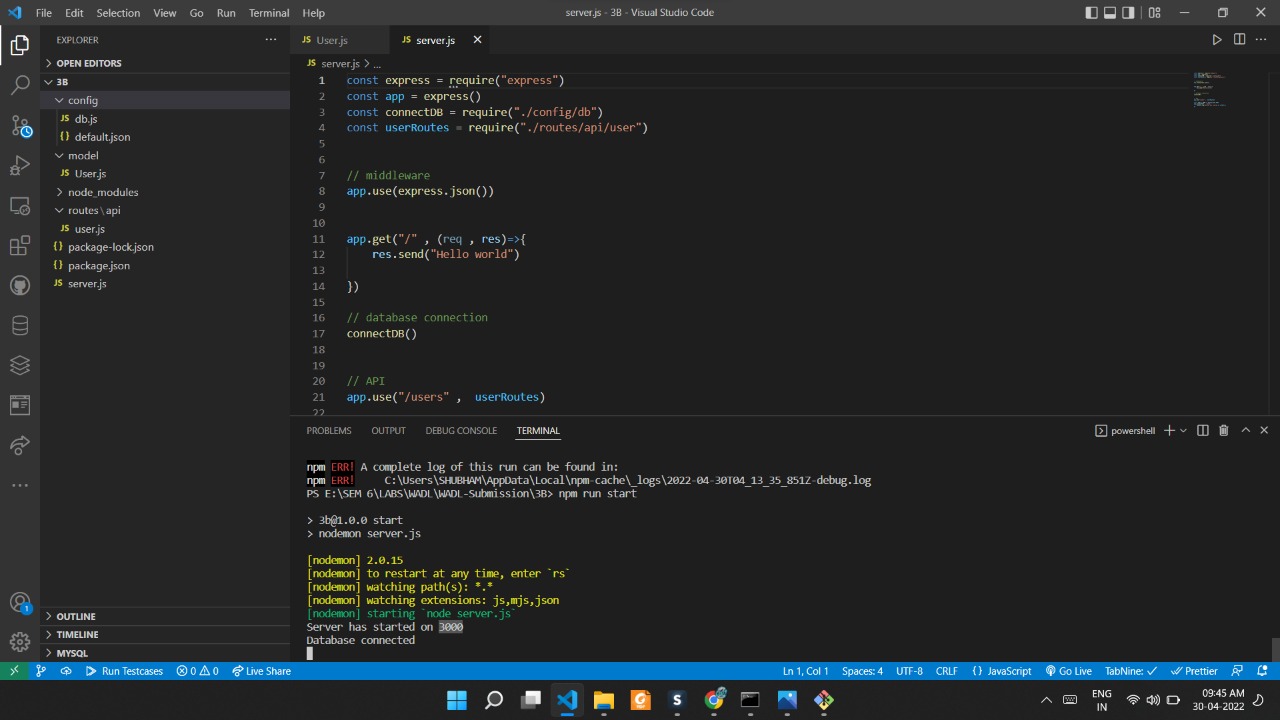 File Edit Selection View Go Run Terminal Help
server.js - 3B - Visual Studio Code
EXPLORER
OPEN EDITORS
3B
config
JS db.js
{} default.json
model
JS User.js
node_modules
routes\api
JS user.js
{} package-lock.json
{} package.json
JS server.js
OUTLINE
TIMELINE
MYSQL
JS User.js
JS server.js
JS server.js > ...
1 const express = require("express")
2 const app = express()
3 const connectDB = require("./config/db")
4 const userRoutes = require("./routes/api/user")
5
6
7 // middleware
8 app.use(express.json())
9
10
11 app.get("/" , (req , res)=>{
12 res.send("Hello world")
13
14 })
15
16 // database connection
17 connectDB()
18
19
20 // API
21 app.use("/users" ,  userRoutes)
22
PROBLEMS OUTPUT DEBUG CONSOLE TERMINAL
powershell
npm ERR! A complete log of this run can be found in:
npm ERR!     C:\Users\SHUBHAM\AppData\Local\npm-cache\_logs\2022-04-30T04_13_35_851Z-debug.log
PS E:\SEM 6\LABS\WADL\WADL-Submission\3B> npm run start
> 3b@1.0.0 start
> nodemon server.js
[nodemon] 2.0.15
[nodemon] to restart at any time, enter `rs`
[nodemon] watching path(s): *.*
[nodemon] watching extensions: js,mjs,json
[nodemon] starting `node server.js`
Server has started on 3000
Database connected
1
Run Testcases 0 0 Live Share
Ln 1, Col 1 Spaces: 4 UTF-8 CRLF {} JavaScript Go Live TabNine: ✓ Prettier
ENG
IN
09:45 AM
30-04-2022